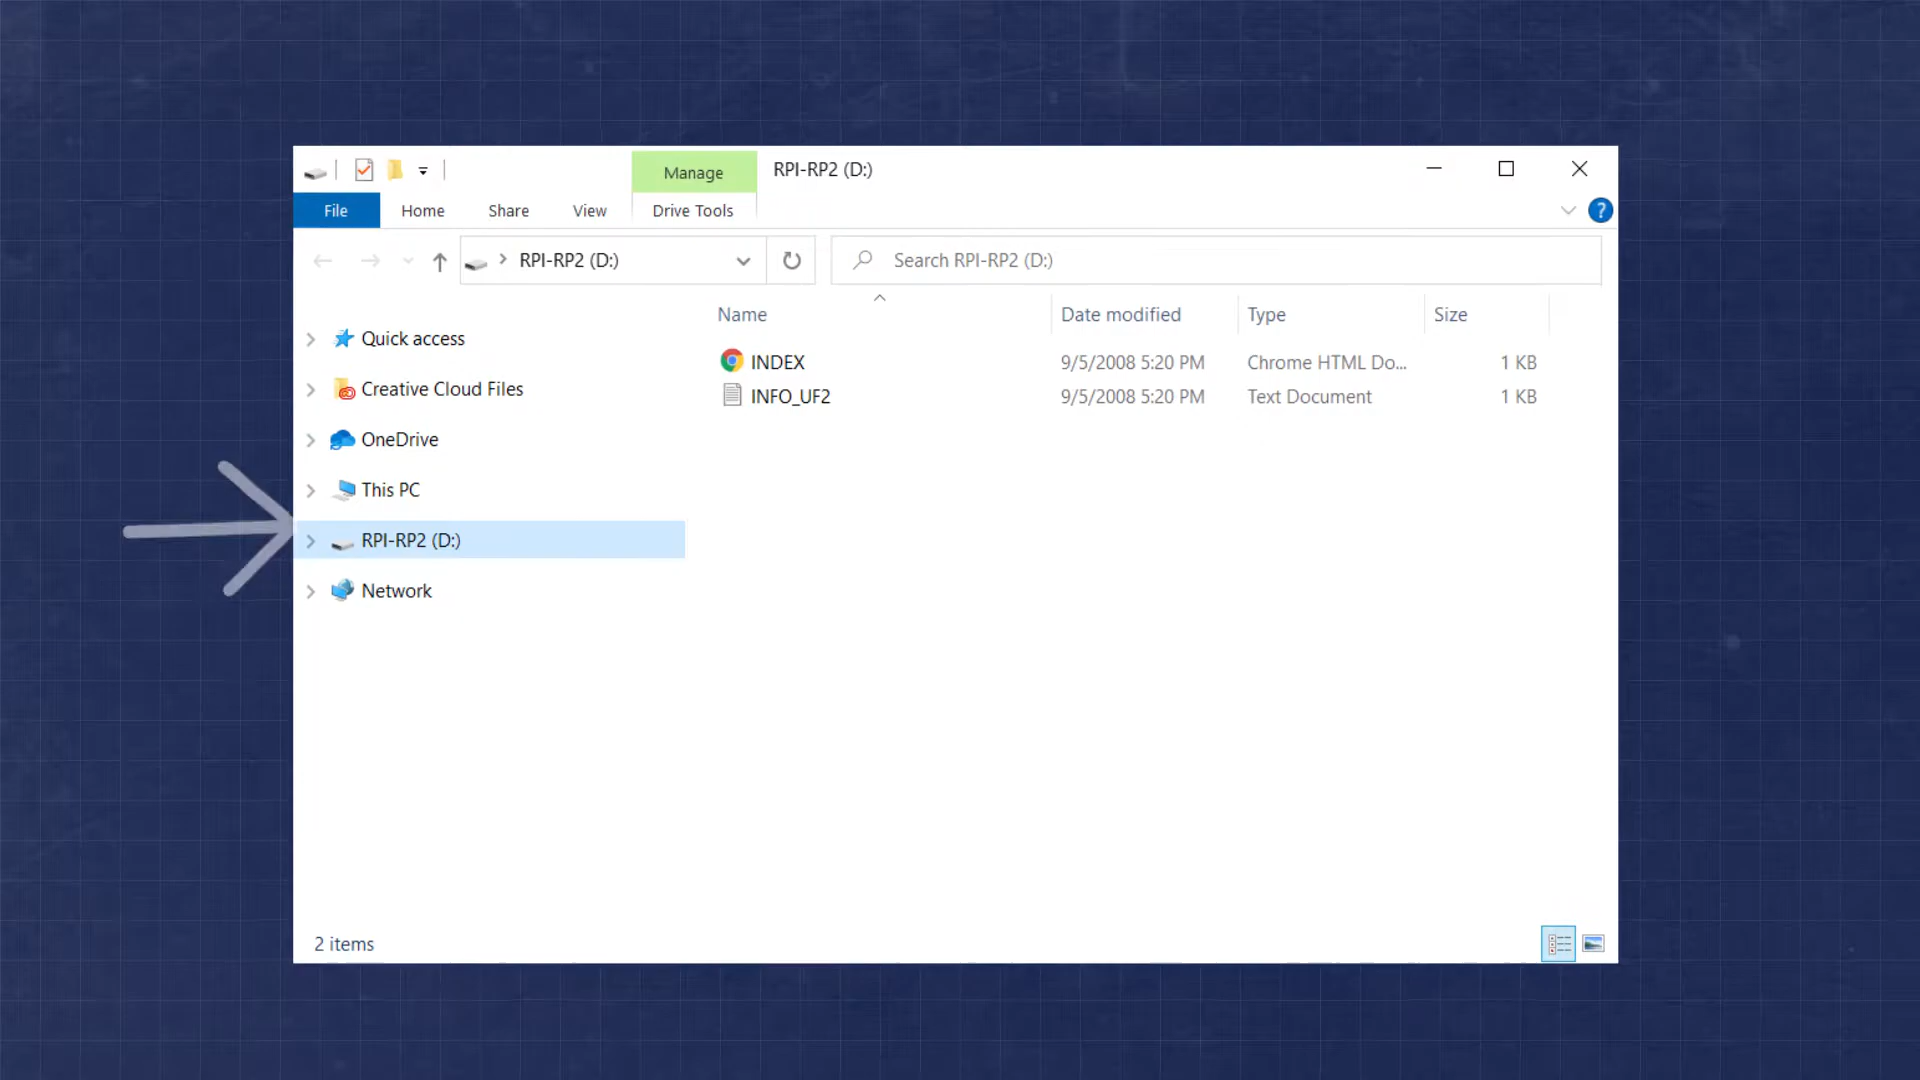 Manage
RPI-RP2 (D:)
File
Home
Share
View
Drive Tools
?
RPI-RP2 (D:)
Search RPI-RP2 (D:)
Name
Date modified
Type
Size
Quick access
Creative Cloud Files
OneDrive
This PC
RPI-RP2 (D:)
Network
INDEX 9/5/2008 5:20 PM Chrome HTML Do... 1 KB
INFO_UF2 9/5/2008 5:20 PM Text Document 1 KB
2 items